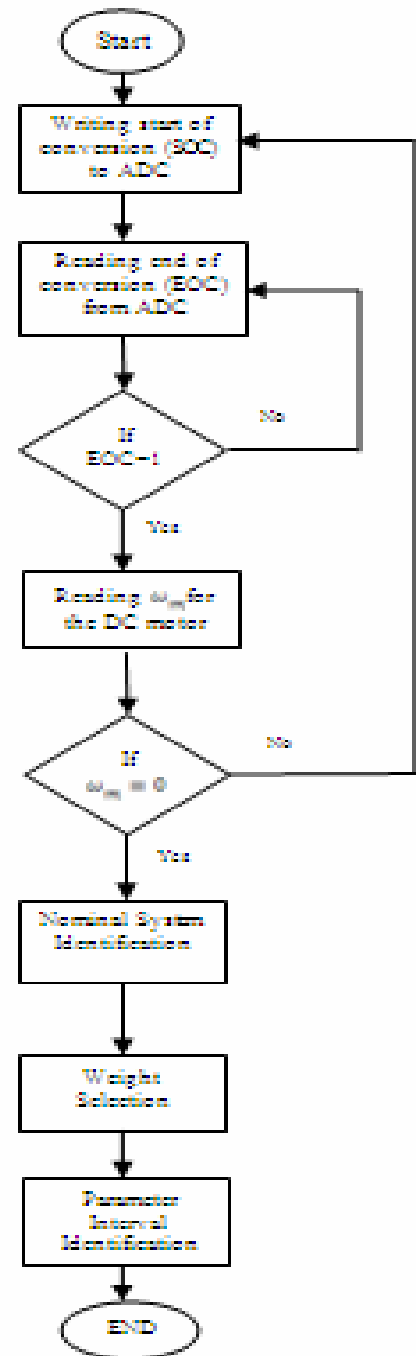 Start
Writing start of
conversion (SOC)
to ADC
Reading end of
conversion (EOC)
from ADC
If
EOC=1
No
Yes
Reading ωm for
the DC motor
If
ωm = 0
No
Yes
Nominal System
Identification
Weight
Selection
Parameter
Interval
Identification
END